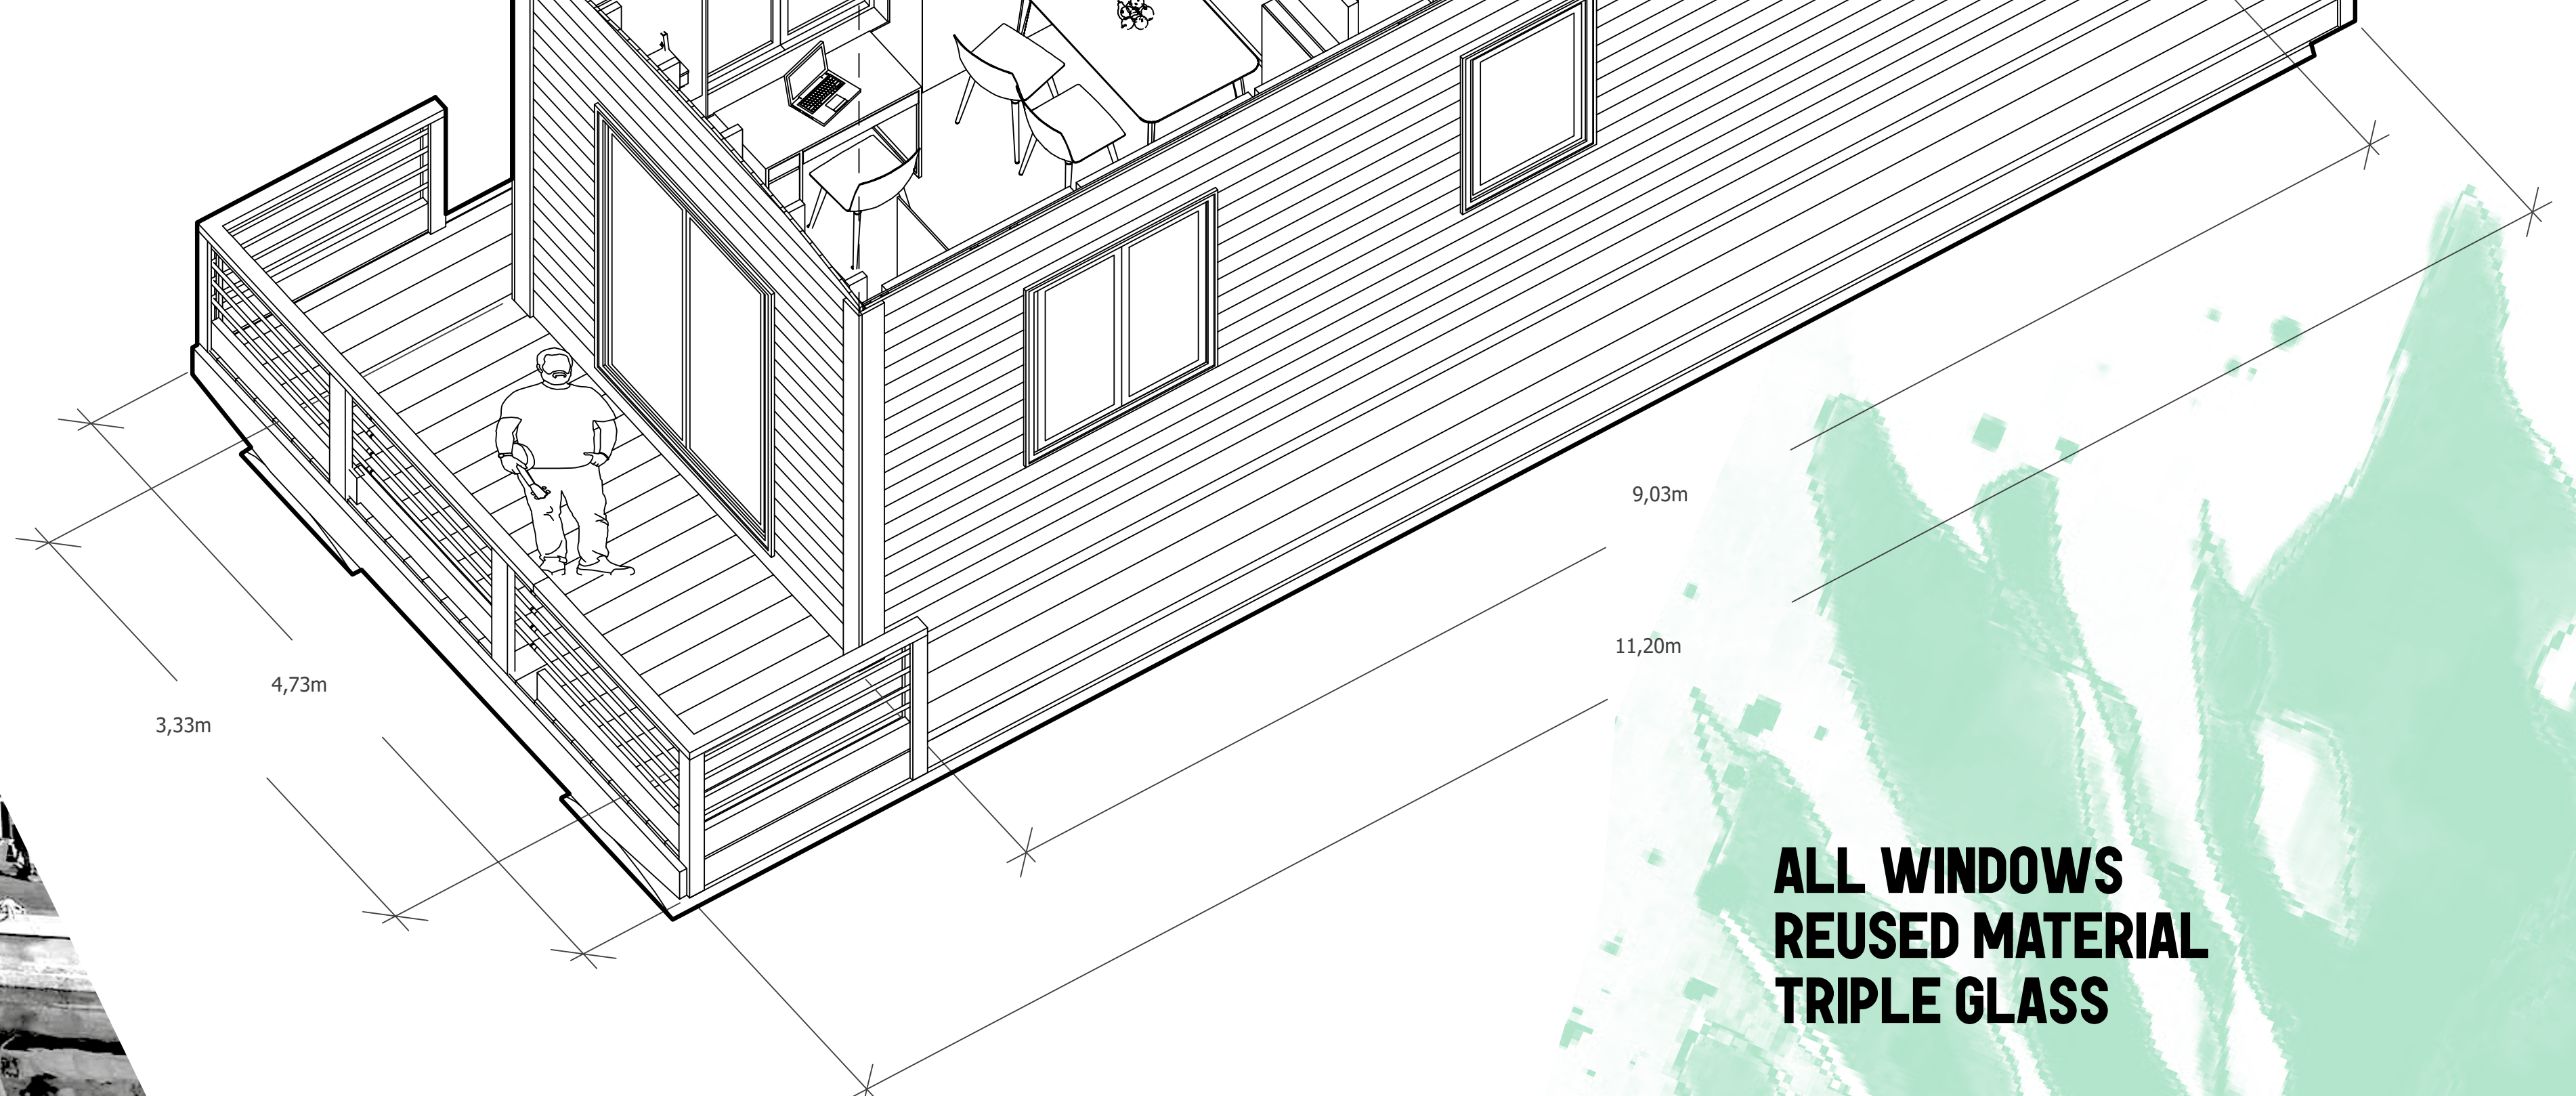 9,03m
11,20m
4,73m
3,33m
ALL WINDOWS
REUSED MATERIAL
TRIPLE GLASS